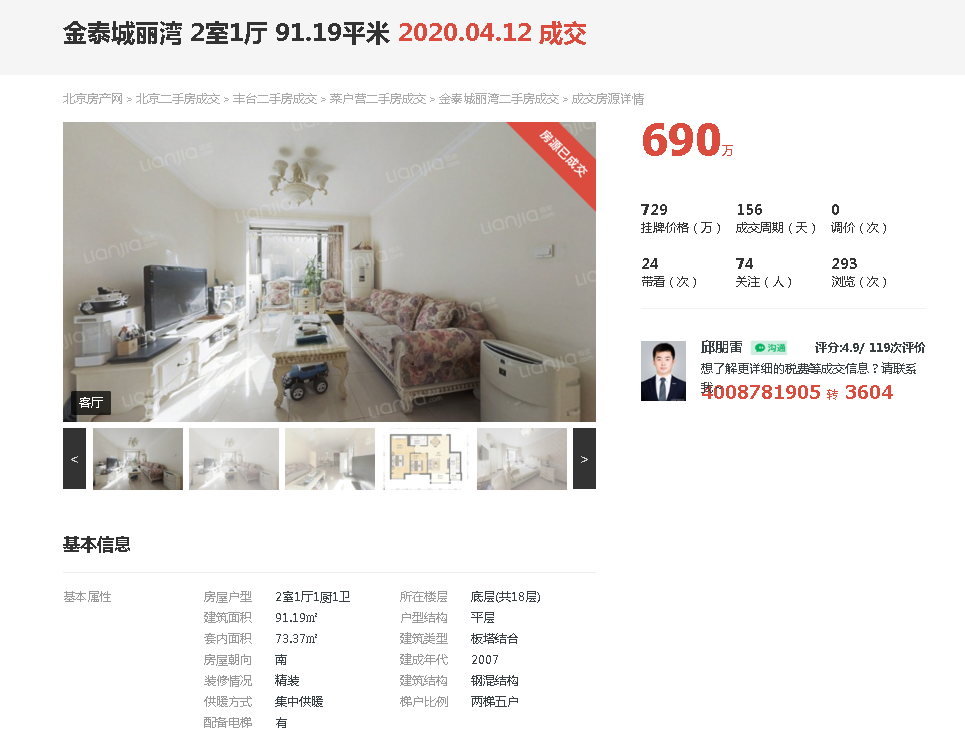 金泰城丽湾 2室1厅 91.19平米 2020.04.12 成交
北京房产网 > 北京二手房成交 > 丰台二手房成交 > 菜户营二手房成交 > 金泰城丽湾二手房成交 > 成交房源详情
房源已成交
Lianjia
客厅
< >
690万
729 156 0
挂牌价格（万） 成交周期（天） 调价（次）
24 74 293
带看（次） 关注（人） 浏览（次）
邱朋雷 沟通 评分:4.9/ 119次评价
想了解更详细的税费等成交信息？请联系
我~
4008781905 转 3604
基本信息
基本属性 房屋户型 2室1厅1厨1卫 所在楼层 底层(共18层)
建筑面积 91.19㎡ 户型结构 平层
套内面积 73.37㎡ 建筑类型 板塔结合
房屋朝向 南 建成年代 2007
装修情况 精装 建筑结构 钢混结构
供暖方式 集中供暖 梯户比例 两梯五户
配备电梯 有